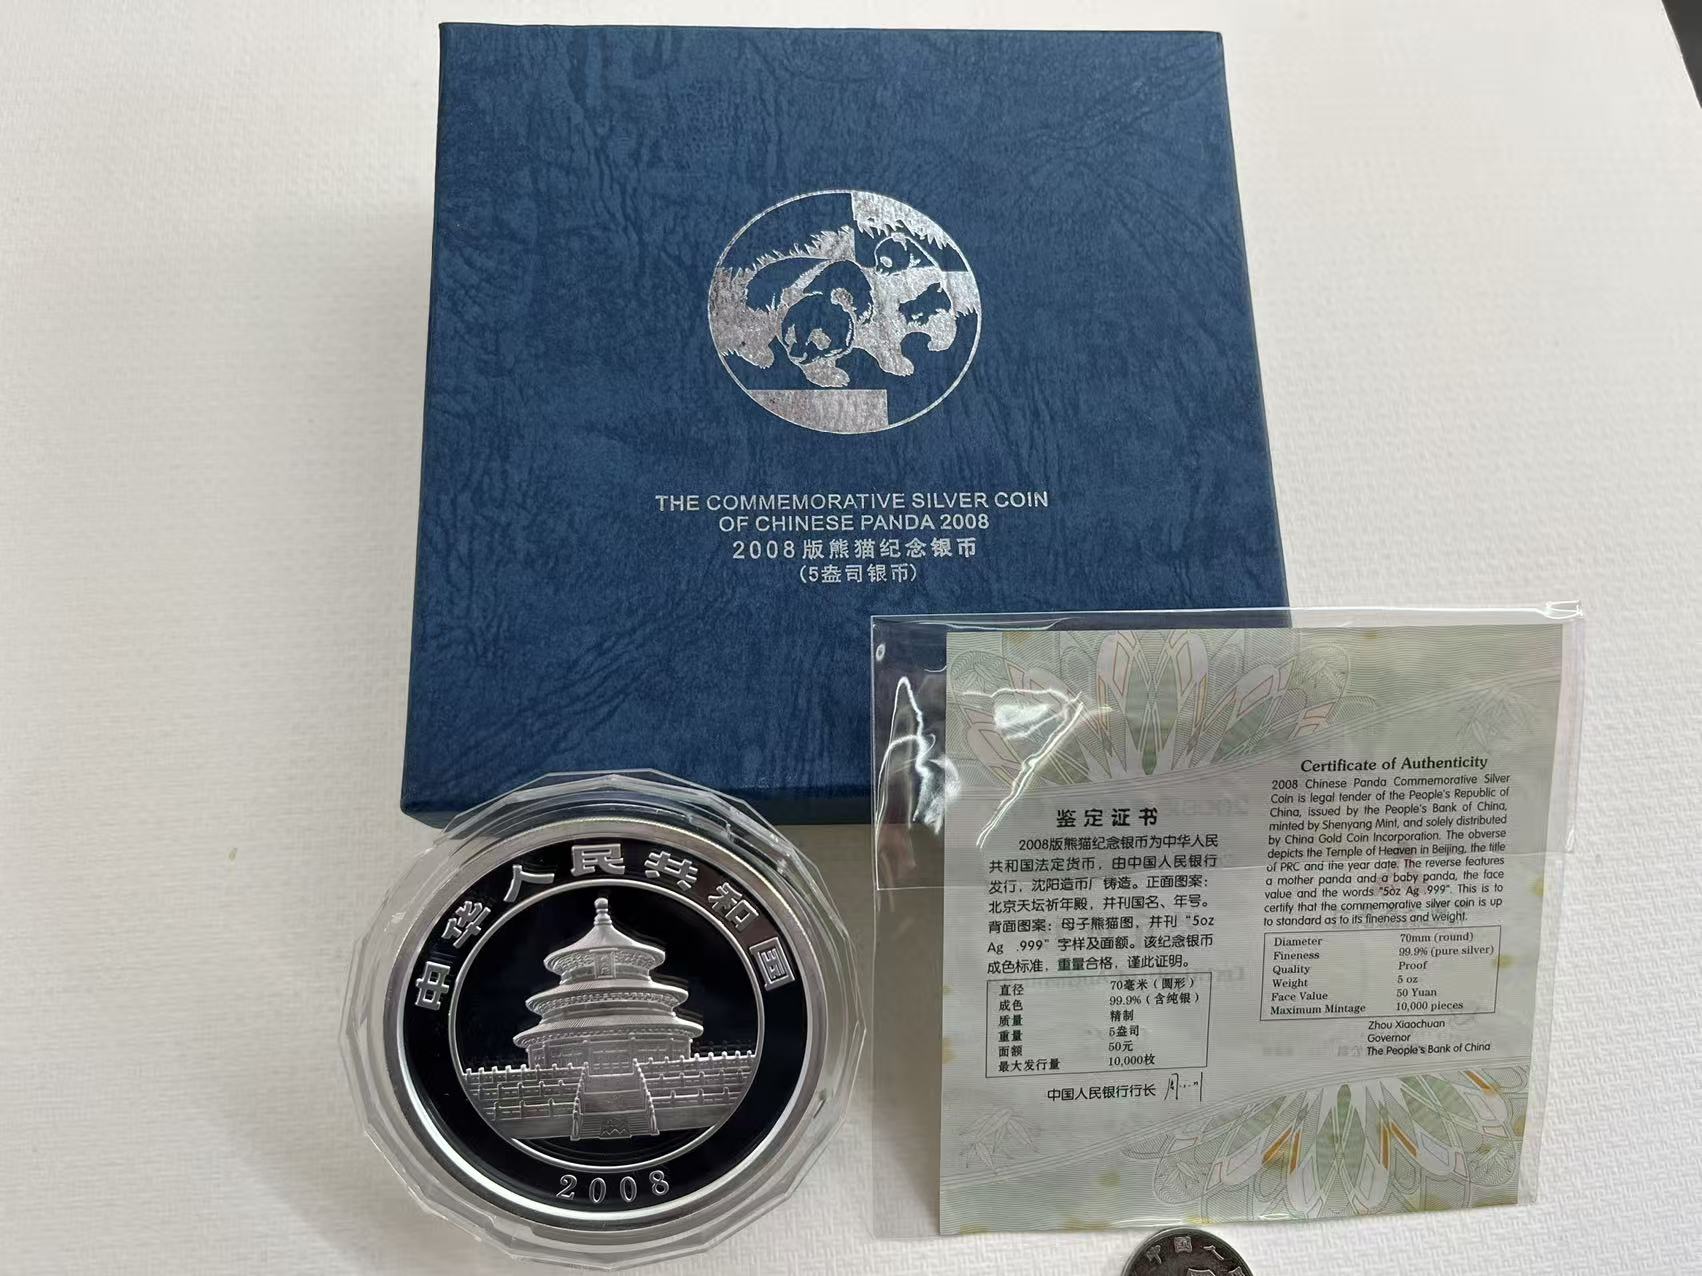 THE COMMEMORATIVE SILVER COIN
OF CHINESE PANDA 2008
2008版熊猫纪念银币
(5盎司银币)
中华人民共和国
2008
鉴定证书
2008版熊猫纪念银币为中华人民
共和国法定货币，由中国人民银行
发行，沈阳造币厂铸造。正面图案：
北京天坛祈年殿，并刊国名、年号。
背面图案：母子熊猫图，并刊“5oz
Ag .999”字样及面额。该纪念银币
成色标准，重量合格，谨此证明。
直径 70毫米（圆形）
成色 99.9%（含纯银）
质量 精制
重量 5盎司
面额 50元
最大发行量 10,000枚
中国人民银行行长
Certificate of Authenticity
2008 Chinese Panda Commemorative Silver
Coin is legal tender of the People's Republic of
China, issued by the People's Bank of China,
minted by Shenyang Mint, and solely distributed
by China Gold Coin Incorporation. The obverse
depicts the Temple of Heaven in Beijing, the title
of PRC and the year date. The reverse features
a mother panda and a baby panda, the face
value and the words "5oz Ag .999". This is to
certify that the commemorative silver coin is up
to standard as to its fineness and weight.
Diameter 70mm (round)
Fineness 99.9% (pure silver)
Quality Proof
Weight 5 oz
Face Value 50 Yuan
Maximum Mintage 10,000 pieces
Zhou Xiaochuan
Governor
The People's Bank of China
中国人